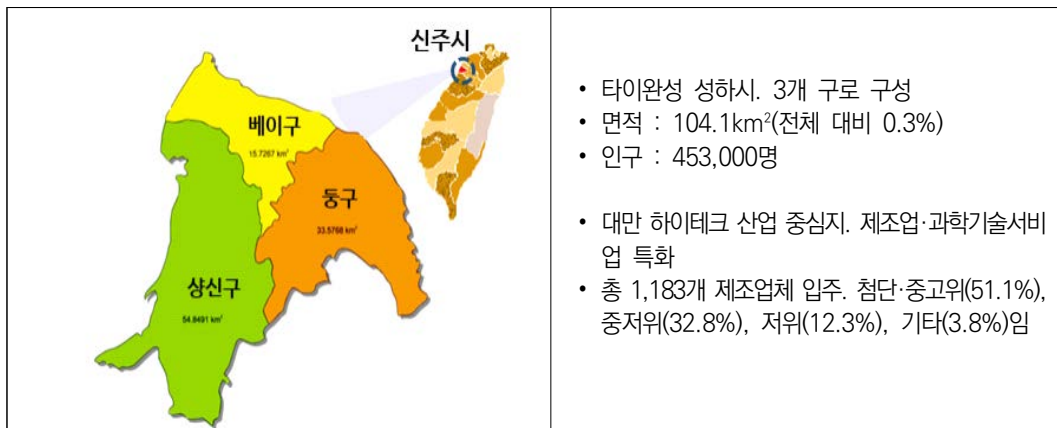 신주시
베이구
15.7267 km²
둥구
33.5768 km²
샹신구
54.8491 km²
• 타이완성 성하시. 3개 구로 구성
• 면적 : 104.1km²(전체 대비 0.3%)
• 인구 : 453,000명
• 대만 하이테크 산업 중심지. 제조업·과학기술서비
업 특화
• 총 1,183개 제조업체 입주. 첨단·중고위(51.1%),
중저위(32.8%), 저위(12.3%), 기타(3.8%)임